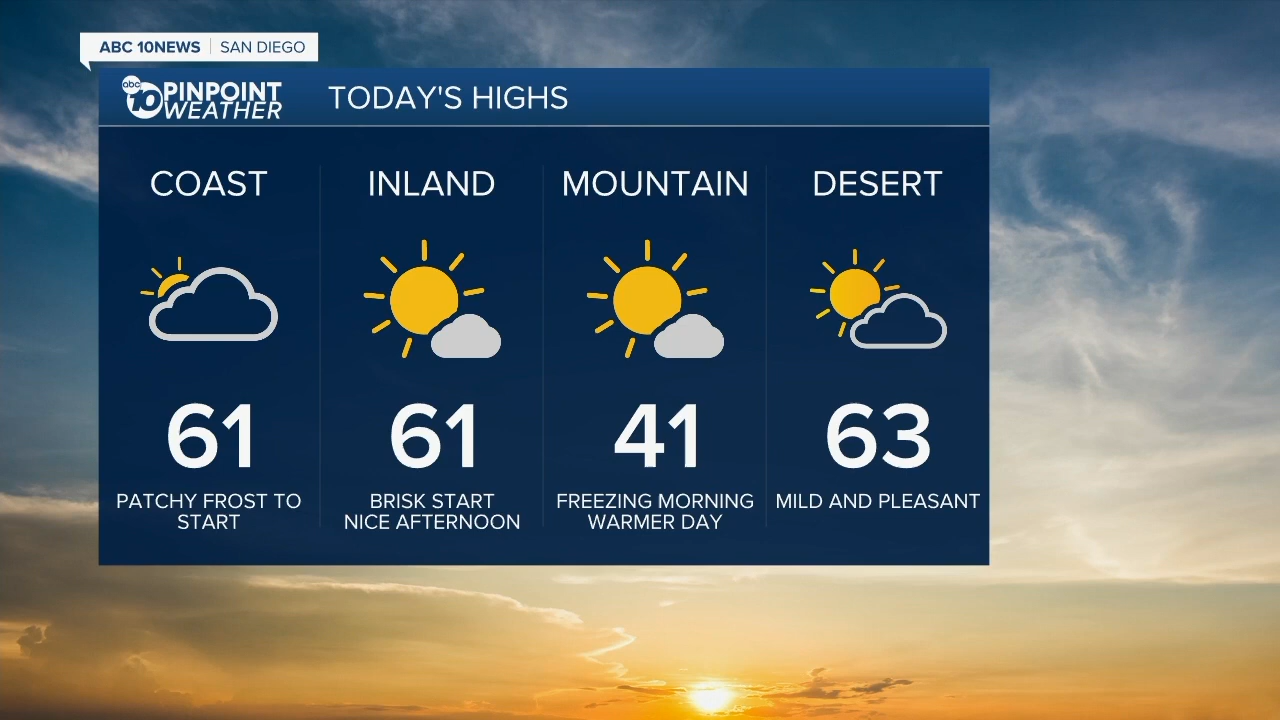 ABC 10NEWS | SAN DIEGO
abc 10 PINPOINT
WEATHER
TODAY'S HIGHS
COAST
61
PATCHY FROST TO
START
INLAND
61
BRISK START
NICE AFTERNOON
MOUNTAIN
41
FREEZING MORNING
WARMER DAY
DESERT
63
MILD AND PLEASANT